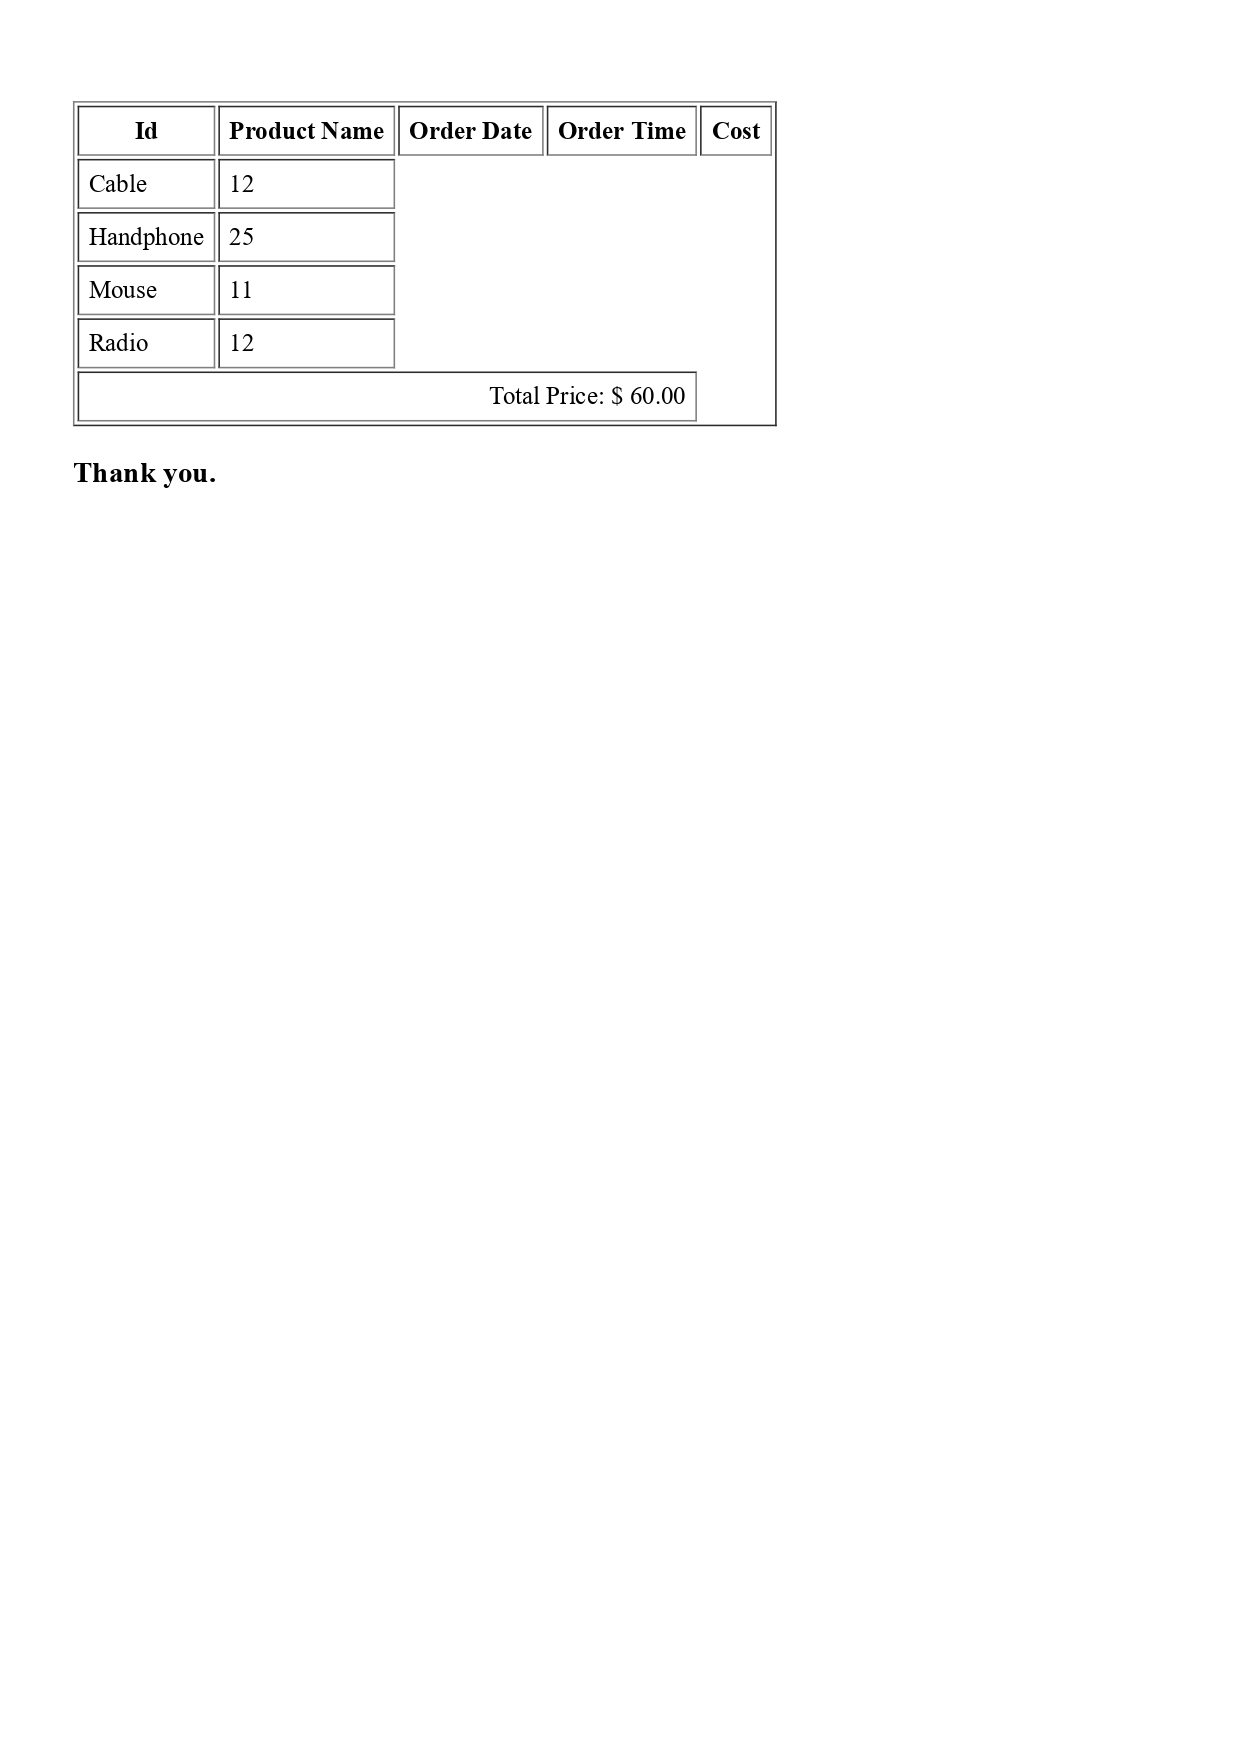 Id Product Name Order Date Order Time Cost
Cable 12
Handphone 25
Mouse 11
Radio 12
Total Price: $ 60.00
Thank you.